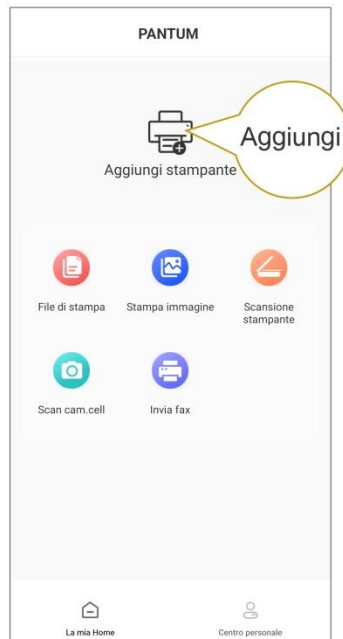 PANTUM
Aggiungi
Aggiungi stampante
File di stampa
Stampa immagine
Scansione
stampante
Scan cam.cell
Invia fax
La mia Home
Centro personale